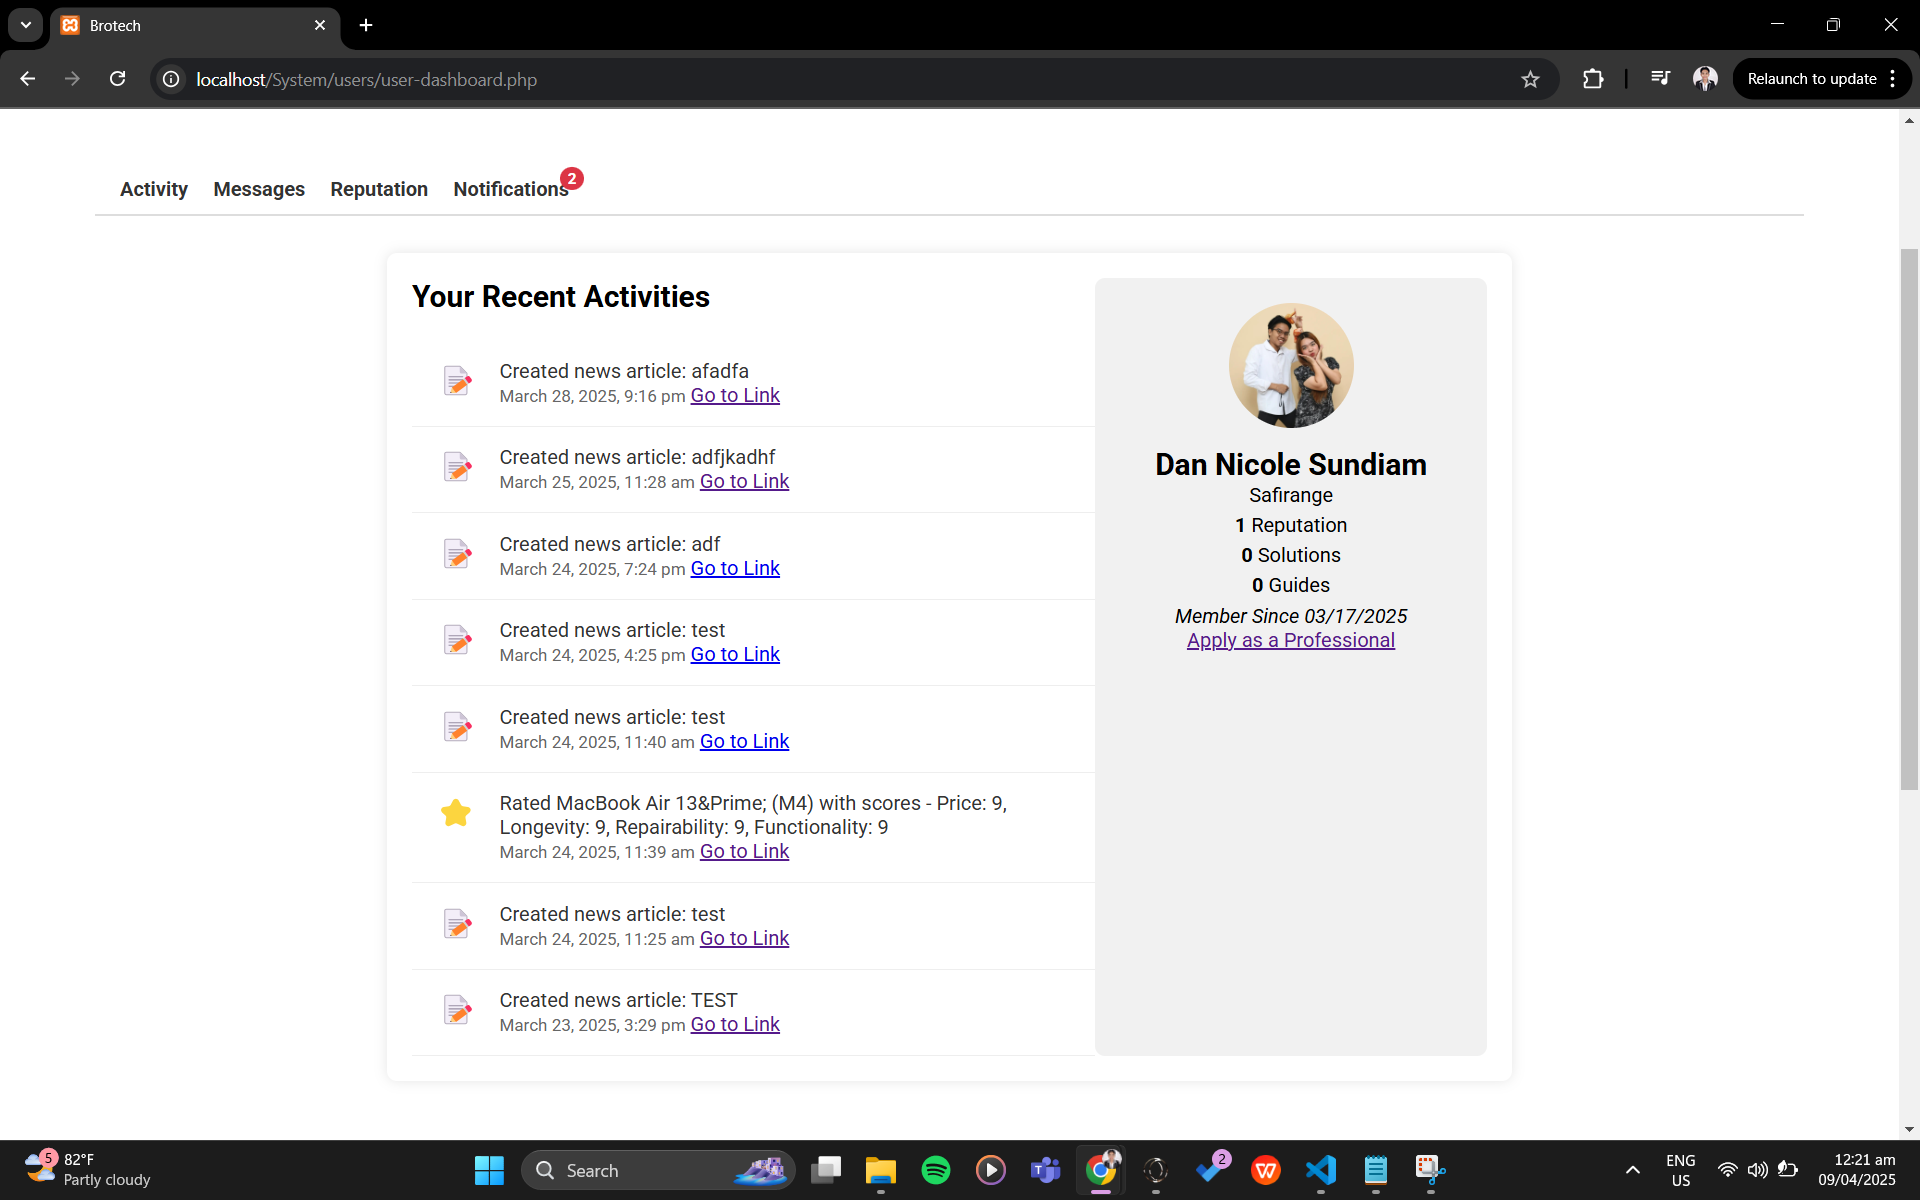 Brotech
localhost/System/users/user-dashboard.php
Relaunch to update
Activity
Messages
Reputation
Notifications
2
Your Recent Activities
Created news article: afadfa
March 28, 2025, 9:16 pm Go to Link
Created news article: adfjkadhf
March 25, 2025, 11:28 am Go to Link
Created news article: adf
March 24, 2025, 7:24 pm Go to Link
Created news article: test
March 24, 2025, 4:25 pm Go to Link
Created news article: test
March 24, 2025, 11:40 am Go to Link
Rated MacBook Air 13&Prime; (M4) with scores - Price: 9,
Longevity: 9, Repairability: 9, Functionality: 9
March 24, 2025, 11:39 am Go to Link
Created news article: test
March 24, 2025, 11:25 am Go to Link
Created news article: TEST
March 23, 2025, 3:29 pm Go to Link
Dan Nicole Sundiam
Safirange
1 Reputation
0 Solutions
0 Guides
Member Since 03/17/2025
Apply as a Professional
5
82°F
Partly cloudy
Search
2
ENG
US
12:21 am
09/04/2025